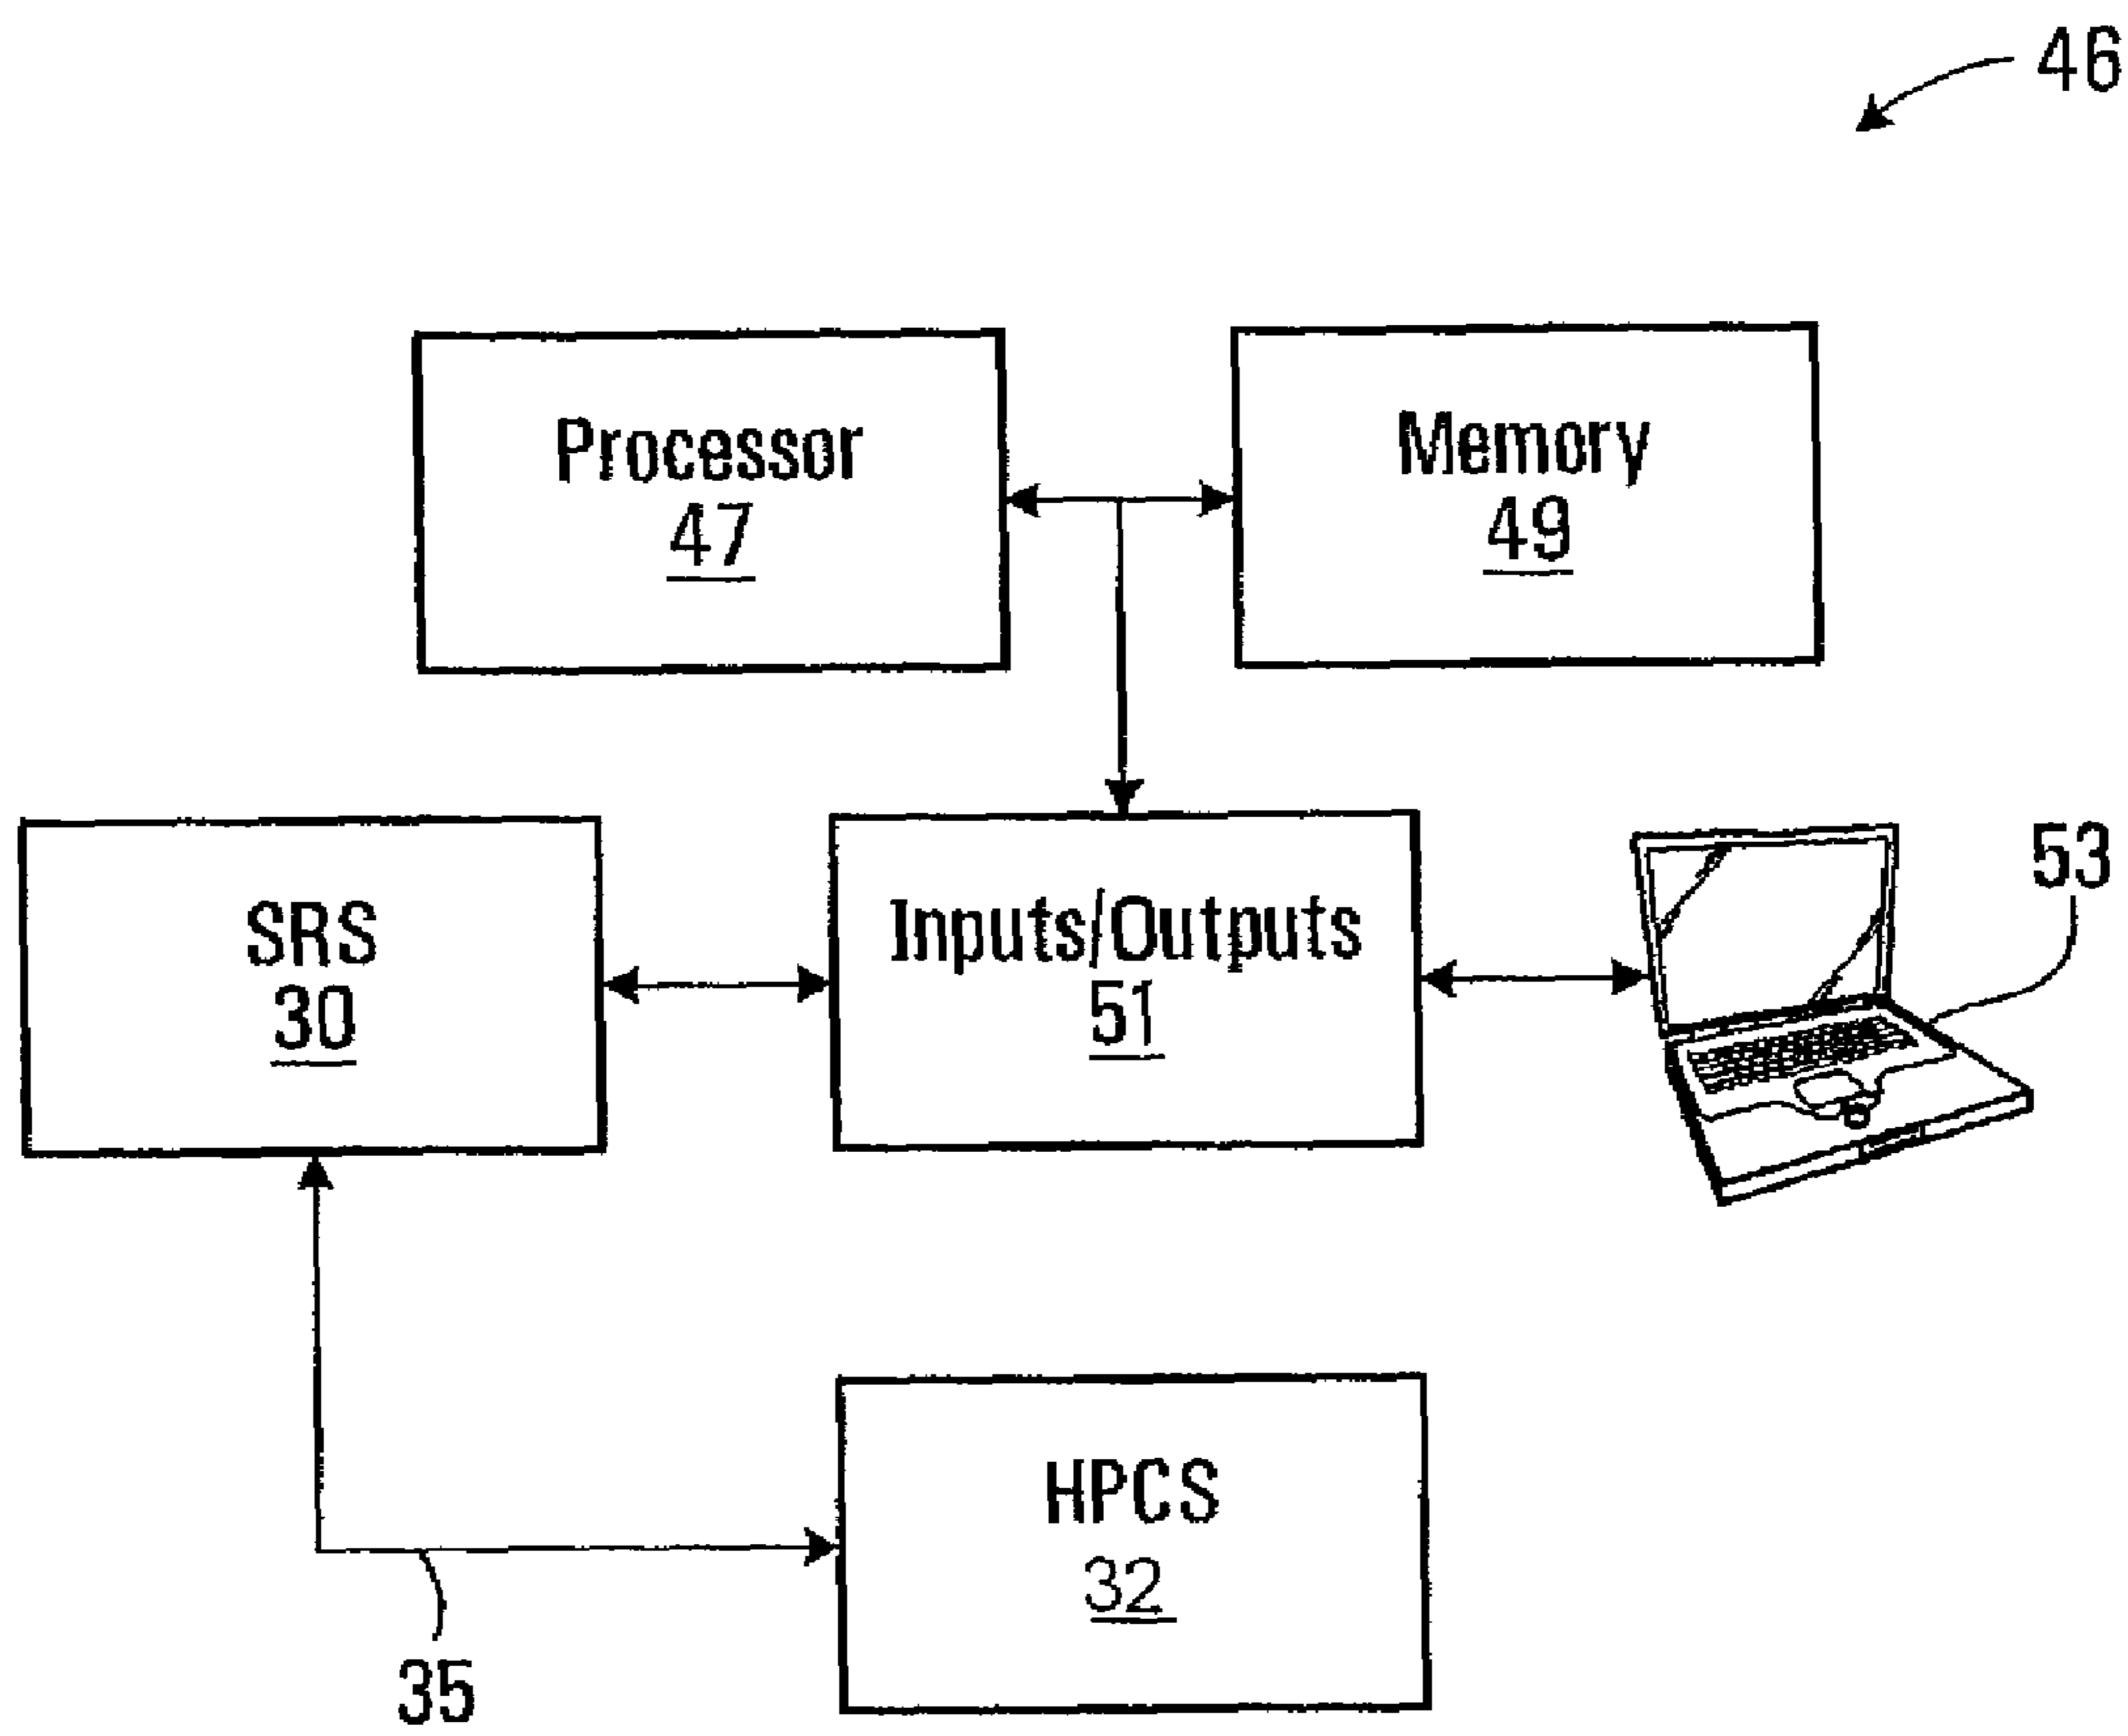 46
Processor
47
Memory
49
SRS
30
Inputs/Outputs
51
53
HPCS
32
35